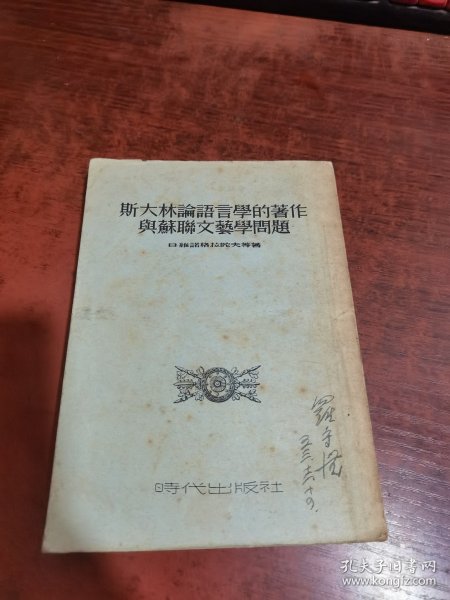 斯大林論語言學的著作
與蘇聯文藝學問題
維諾格拉陀夫等著
時代出版社
羅
孔夫子旧书网
www.kongfz.com